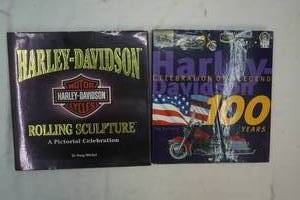 HARLEY-DAVIDSON
MOTOR
HARLEY-DAVIDSON
CYCLES
ROLLING SCULPTURE
A Pictorial Celebration
Harley-
CELEBRATION OF A LEGEND
Davidson
100
YEARS